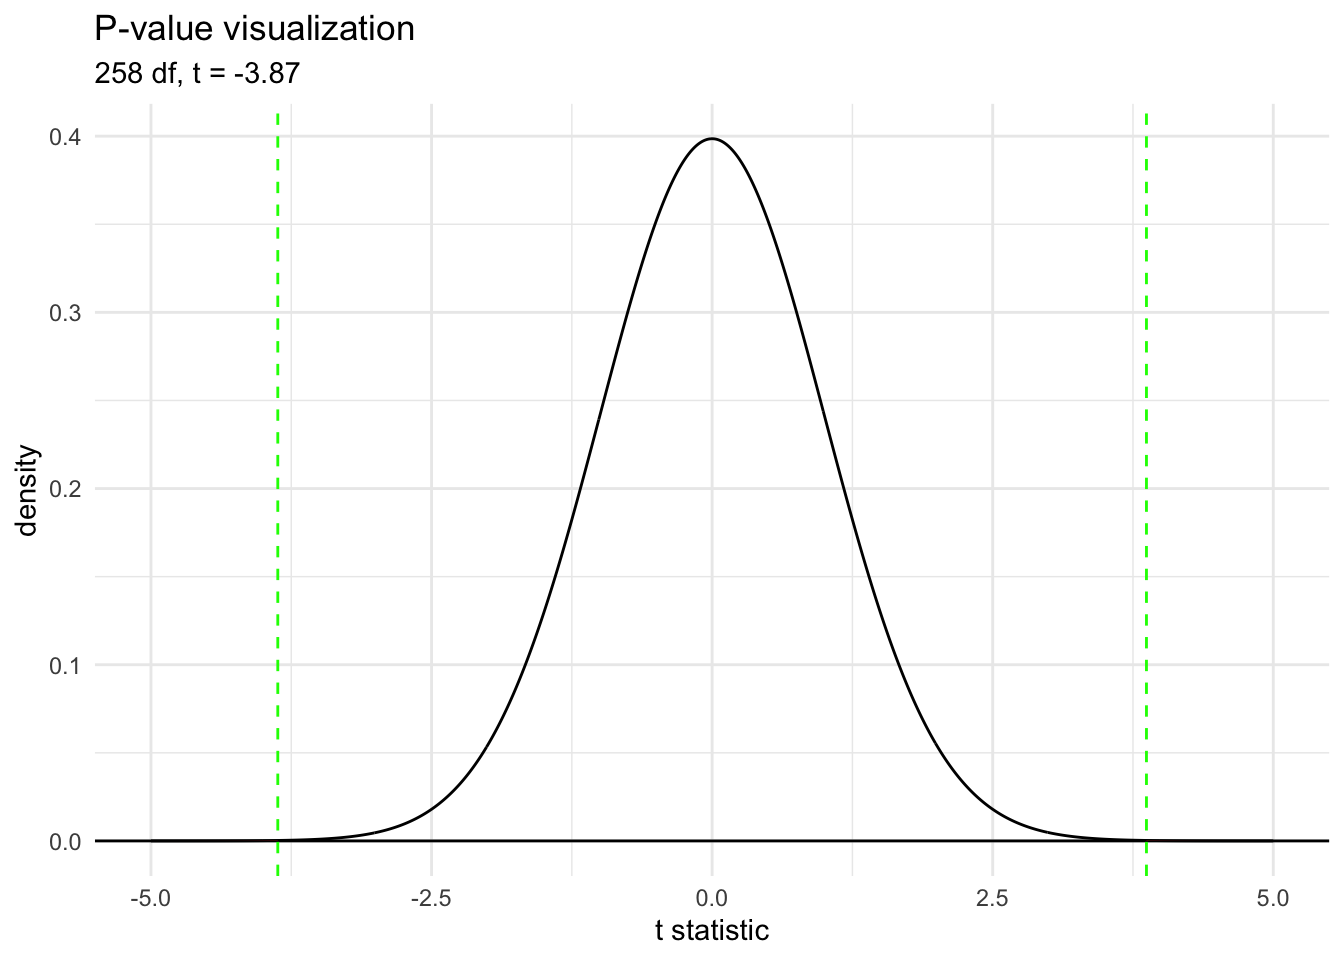 P-value visualization
258 df, t = -3.87
0.4
0.3
0.2
0.1
0.0
density
-5.0 -2.5 0.0 2.5 5.0
t statistic